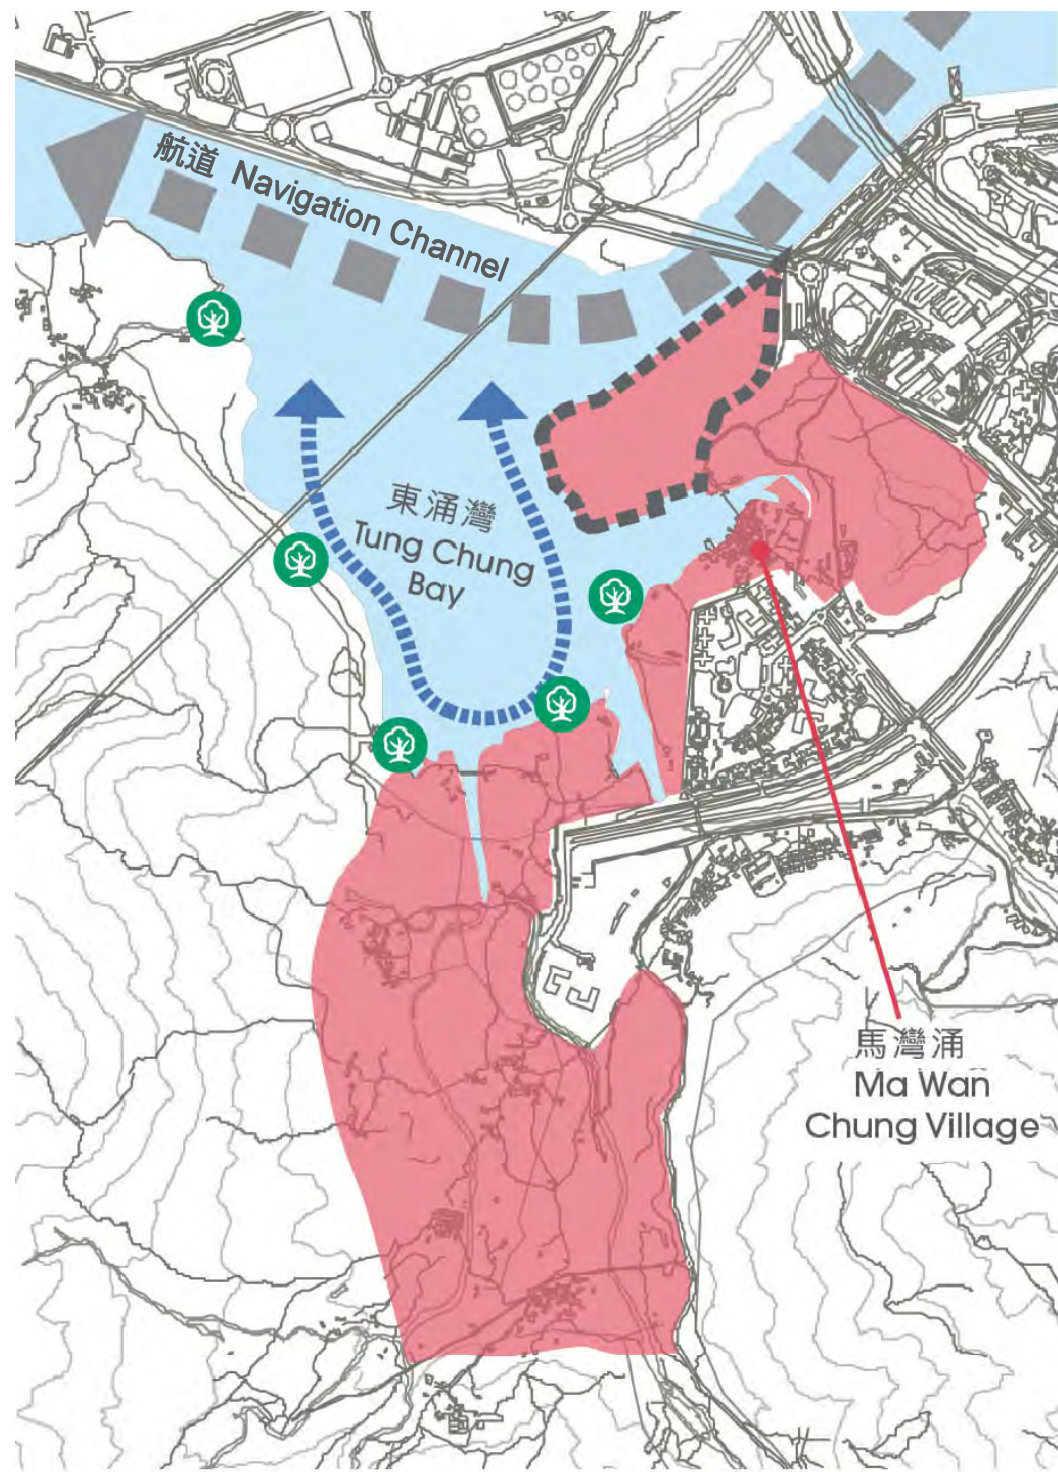 航道 Navigation Channel
東涌灣
Tung Chung
Bay
馬灣涌
Ma Wan
Chung Village